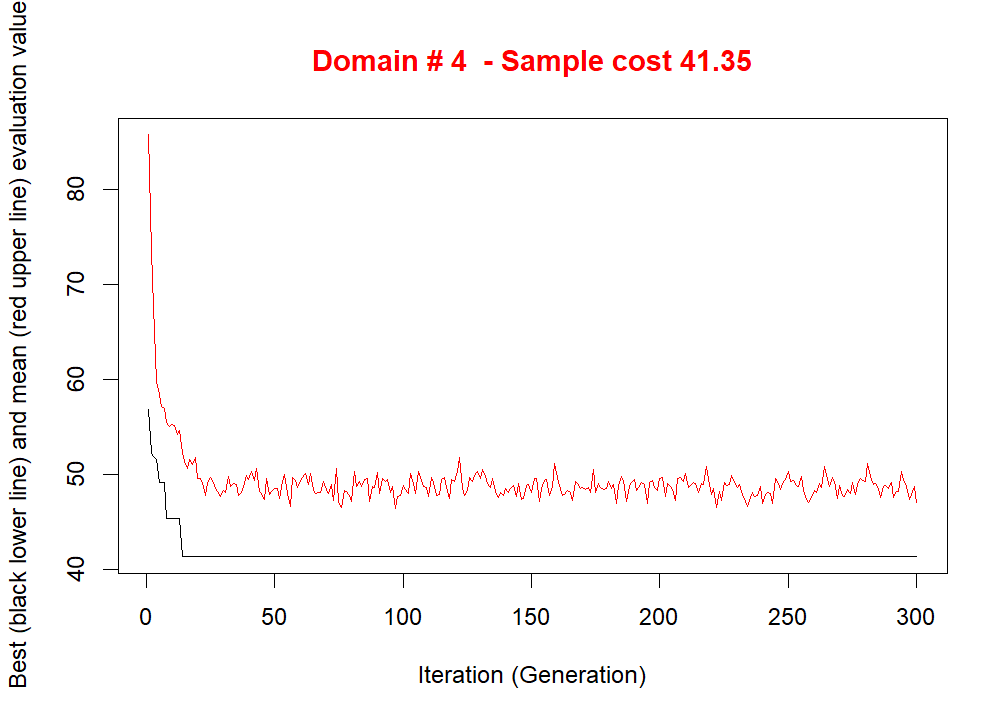 Domain # 4  - Sample cost 41.35
Best (black lower line) and mean (red upper line) evaluation value
80
70
60
50
40
0 50 100 150 200 250 300
Iteration (Generation)